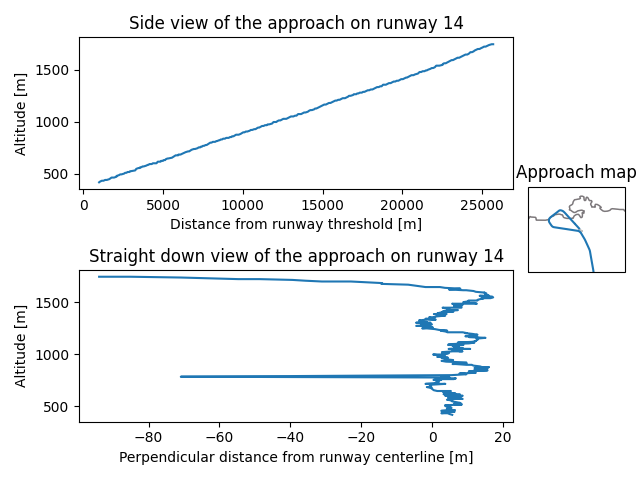 Side view of the approach on runway 14
Altitude [m]
1500
1000
500
0
5000
10000
15000
20000
25000
Distance from runway threshold [m]
Approach map
Straight down view of the approach on runway 14
Altitude [m]
1500
1000
500
−80
−60
−40
−20
0
20
Perpendicular distance from runway centerline [m]